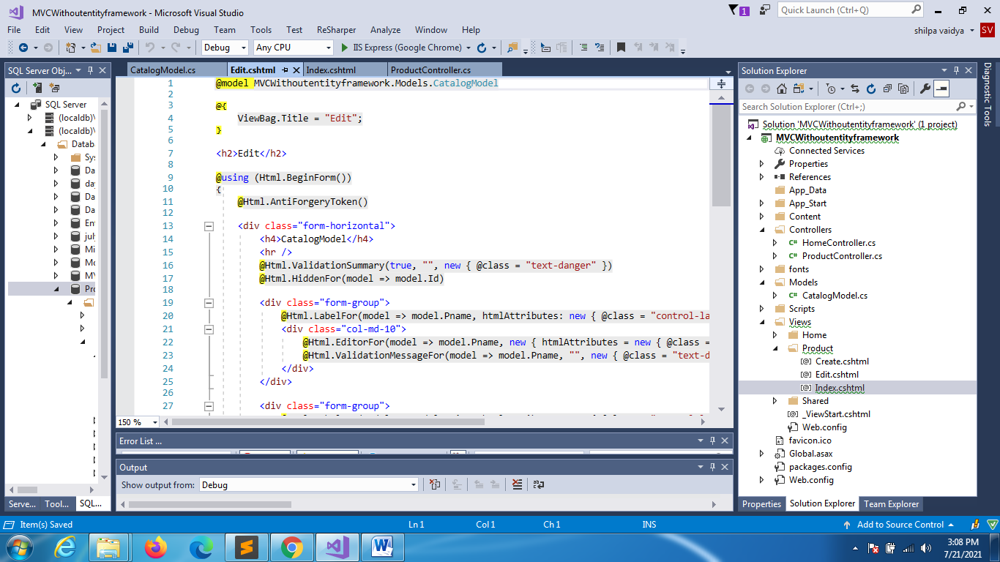 MVCWithoutentityframework - Microsoft Visual Studio
1
Quick Launch (Ctrl+Q)
File Edit View Project Build Debug Team Tools Test ReSharper Analyze Window Help
shilpa vaidya SV
Debug Any CPU IIS Express (Google Chrome)
SQL Server Obj...
SQL Server
(localdb)\
(localdb)\
Datab
Sys
Da
day
Da
Da
Ent
july
Mi
Mo
MV
Pro
Serve... Tool... SQL...
CatalogModel.cs Edit.cshtml Index.cshtml ProductController.cs
1 @model MVCWithoutentityframework.Models.CatalogModel
2
3 @{
4 ViewBag.Title = "Edit";
5 }
6
7 <h2>Edit</h2>
8
9 @using (Html.BeginForm())
10 {
11 @Html.AntiForgeryToken()
12
13 <div class="form-horizontal">
14 <h4>CatalogModel</h4>
15 <hr />
16 @Html.ValidationSummary(true, "", new { @class = "text-danger" })
17 @Html.HiddenFor(model => model.Id)
18
19 <div class="form-group">
20 @Html.LabelFor(model => model.Pname, htmlAttributes: new { @class = "control-la
21 <div class="col-md-10">
22 @Html.EditorFor(model => model.Pname, new { htmlAttributes = new { @class =
23 @Html.ValidationMessageFor(model => model.Pname, "", new { @class = "text-d
24 </div>
25 </div>
26
27 <div class="form-group">
150 %
Error List ...
Output
Show output from: Debug
Solution Explorer
Search Solution Explorer (Ctrl+;)
Solution 'MVCWithoutentityframework' (1 project)
MVCWithoutentityframework
Connected Services
Properties
References
App_Data
App_Start
Content
Controllers
HomeController.cs
ProductController.cs
fonts
Models
CatalogModel.cs
Scripts
Views
Home
Product
Create.cshtml
Edit.cshtml
Index.cshtml
Shared
_ViewStart.cshtml
Web.config
favicon.ico
Global.asax
packages.config
Web.config
Properties Solution Explorer Team Explorer
Diagnostic Tools
Item(s) Saved Ln 1 Col 1 Ch 1 INS Add to Source Control
3:08 PM
7/21/2021